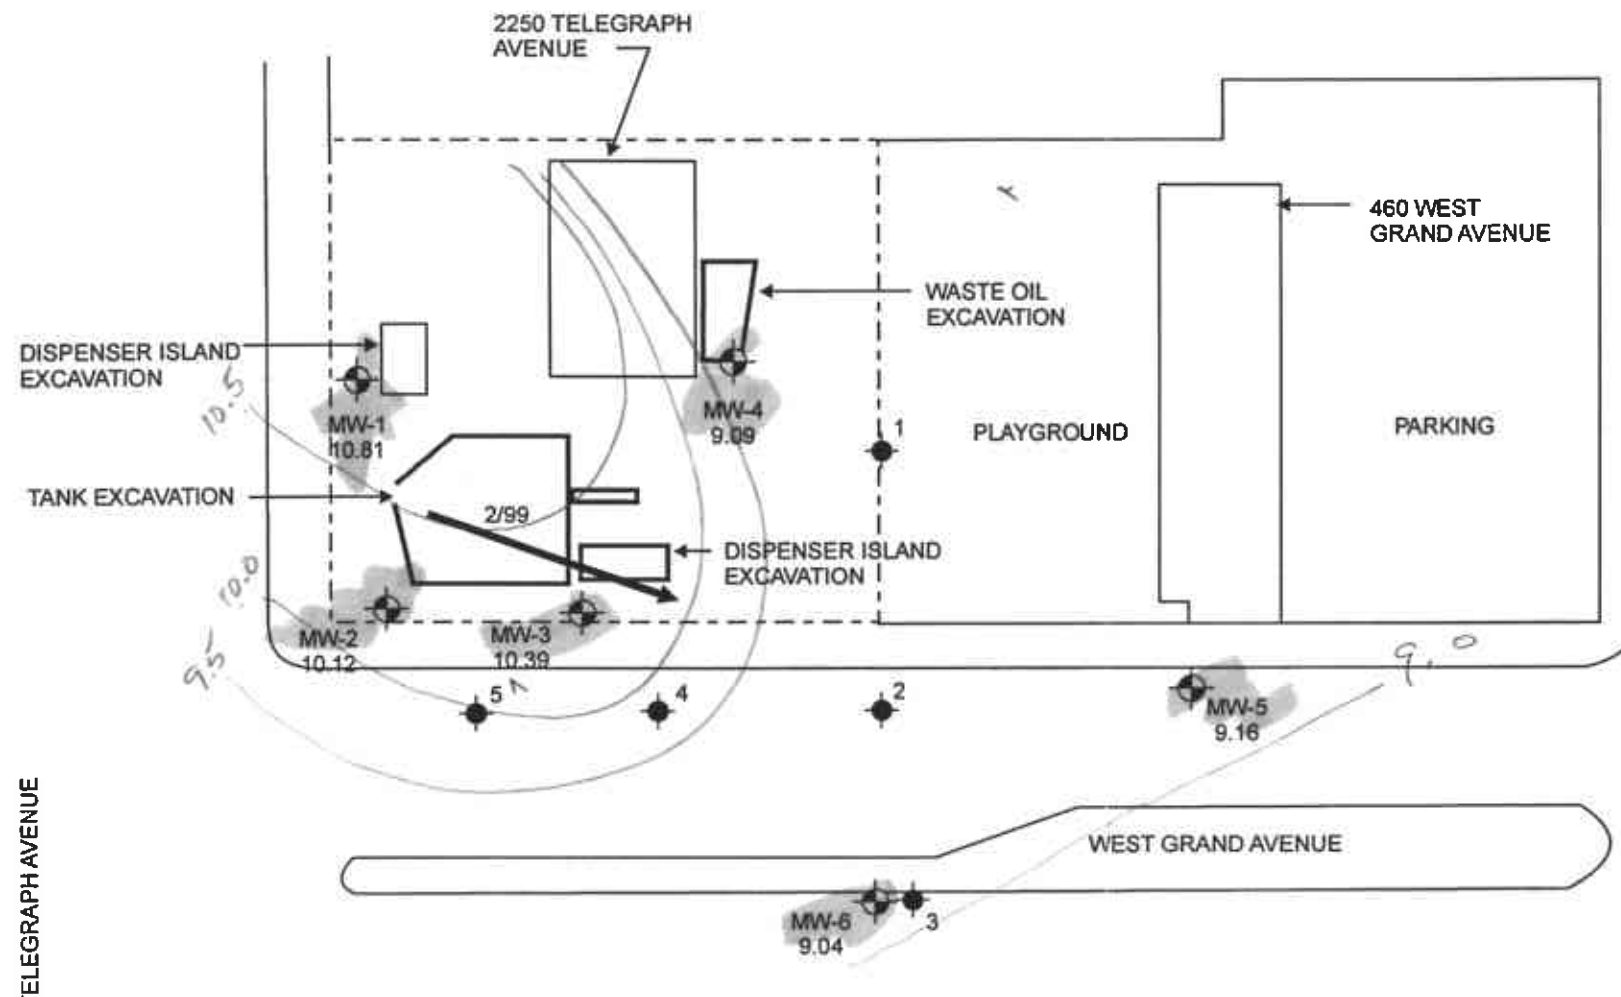 2250 TELEGRAPH
AVENUE
460 WEST
GRAND AVENUE
WASTE OIL
EXCAVATION
DISPENSER ISLAND
EXCAVATION
10.5
MW-1
10.81
MW-4
9.09
1
PLAYGROUND
PARKING
TANK EXCAVATION
2/99
DISPENSER ISLAND
EXCAVATION
10.0
MW-2
10.12
MW-3
10.39
9.5
9.0
5
4
2
MW-5
9.16
TELEGRAPH AVENUE
WEST GRAND AVENUE
MW-6
9.04
3